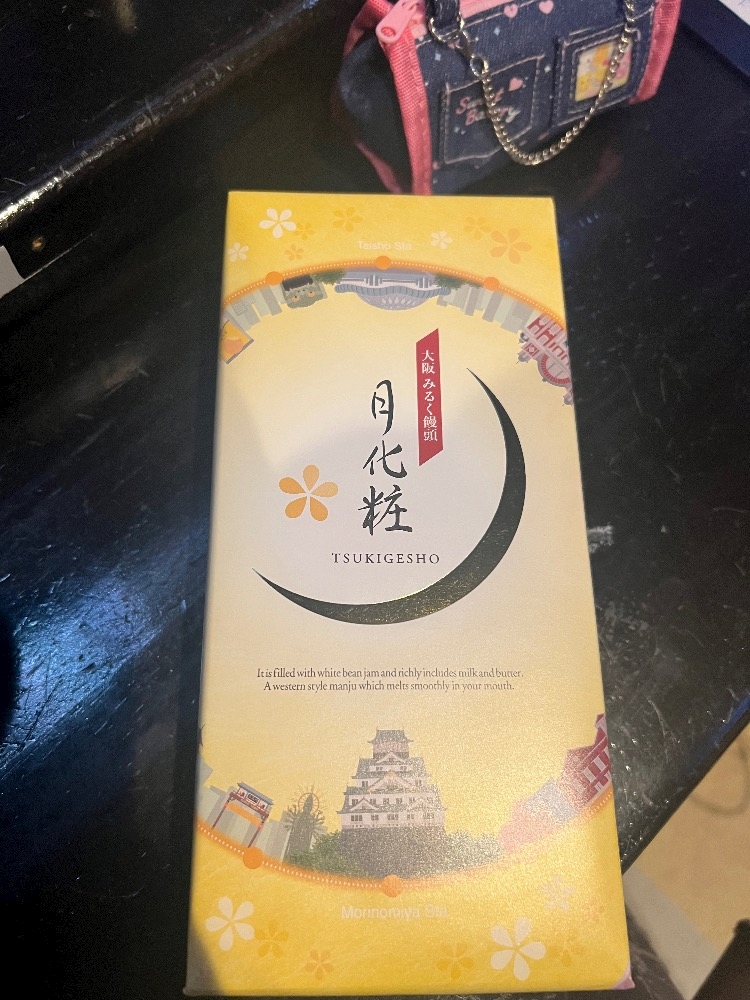 Sweet
Taisho Sta.
大阪 みるく饅頭
月化粧
TSUKIGESHO
It is filled with white bean jam and richly includes milk and butter.
A western style manju which melts smoothly in your mouth.
Morinomiya Sta.